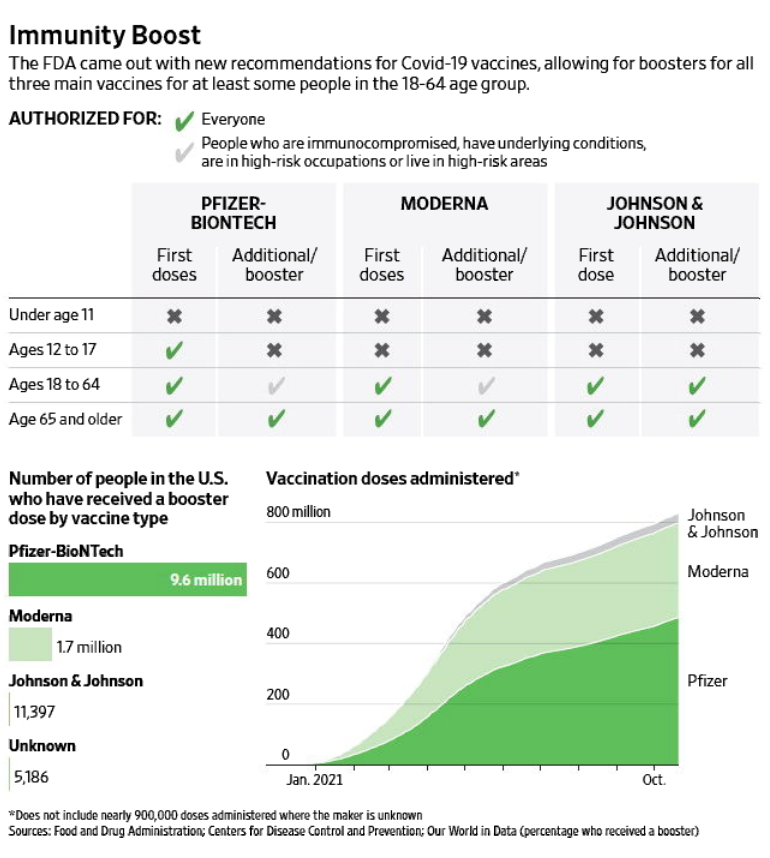 Immunity Boost
The FDA came out with new recommendations for Covid-19 vaccines, allowing for boosters for all
three main vaccines for at least some people in the 18-64 age group.
AUTHORIZED FOR: ✔ Everyone
✔ People who are immunocompromised, have underlying conditions,
are in high-risk occupations or live in high-risk areas
PFIZER-
BIONTECH
MODERNA
JOHNSON &
JOHNSON
First
doses
Additional/
booster
First
doses
Additional/
booster
First
dose
Additional/
booster
Under age 11 ✖ ✖ ✖ ✖ ✖ ✖
Ages 12 to 17 ✔ ✖ ✖ ✖ ✖ ✖
Ages 18 to 64 ✔ ✔ ✔ ✔ ✔ ✔
Age 65 and older ✔ ✔ ✔ ✔ ✔ ✔
Number of people in the U.S.
who have received a booster
dose by vaccine type
Pfizer-BioNTech
9.6 million
Moderna
1.7 million
Johnson & Johnson
11,397
Unknown
5,186
Vaccination doses administered*
800 million
600
400
200
0
Jan. 2021
Oct.
Johnson
& Johnson
Moderna
Pfizer
*Does not include nearly 900,000 doses administered where the maker is unknown
Sources: Food and Drug Administration; Centers for Disease Control and Prevention; Our World in Data (percentage who received a booster)